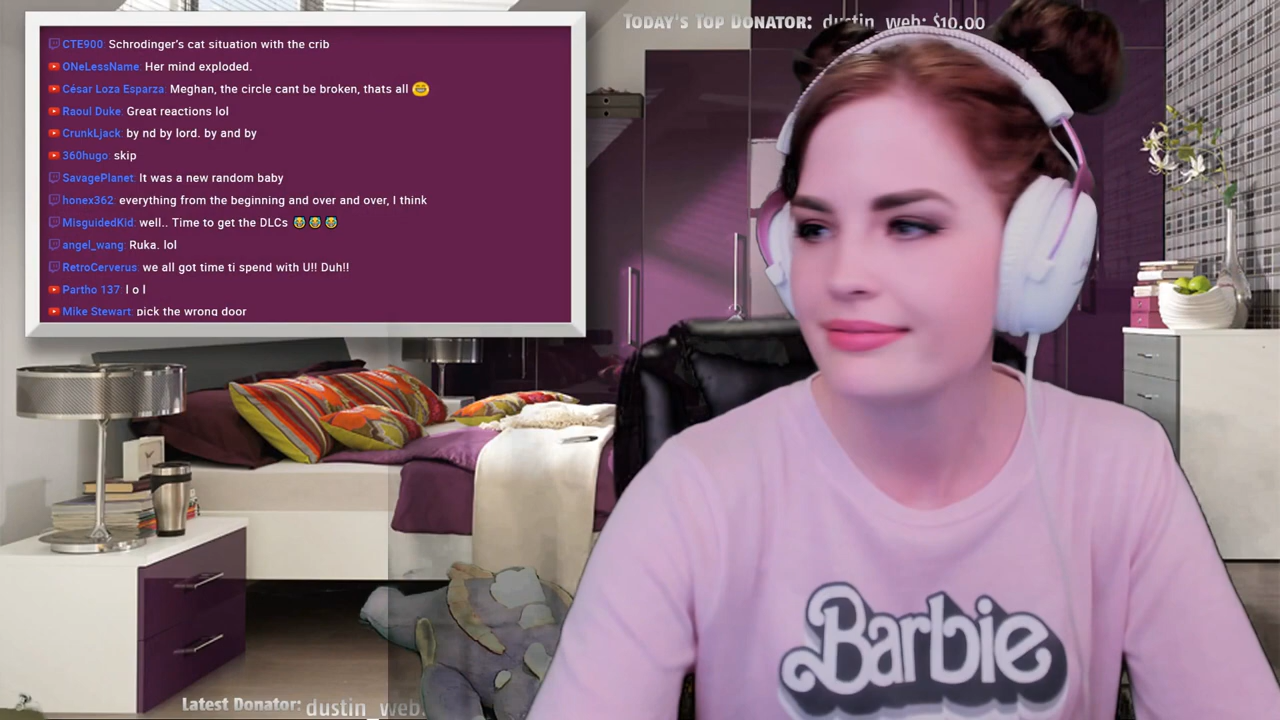 Today's Top Donator: dustin_web: $10.00
CTE900: Schrodinger's cat situation with the crib
ONeLessName: Her mind exploded.
César Loza Esparza: Meghan, the circle cant be broken, thats all
Raoul Duke: Great reactions lol
CrunkŁjack: by nd by lord. by and by
360hugo: skip
SavagePlanet: It was a new random baby
honex362: everything from the beginning and over and over, I think
MisguidedKid: well.. Time to get the DLCs
angel_wang: Ruka. lol
RetroCerverus: we all got time ti spend with U!! Duh!!
Partho 137: l o l
Mike Stewart: pick the wrong door
Barbie
Latest Donator: dustin_web: